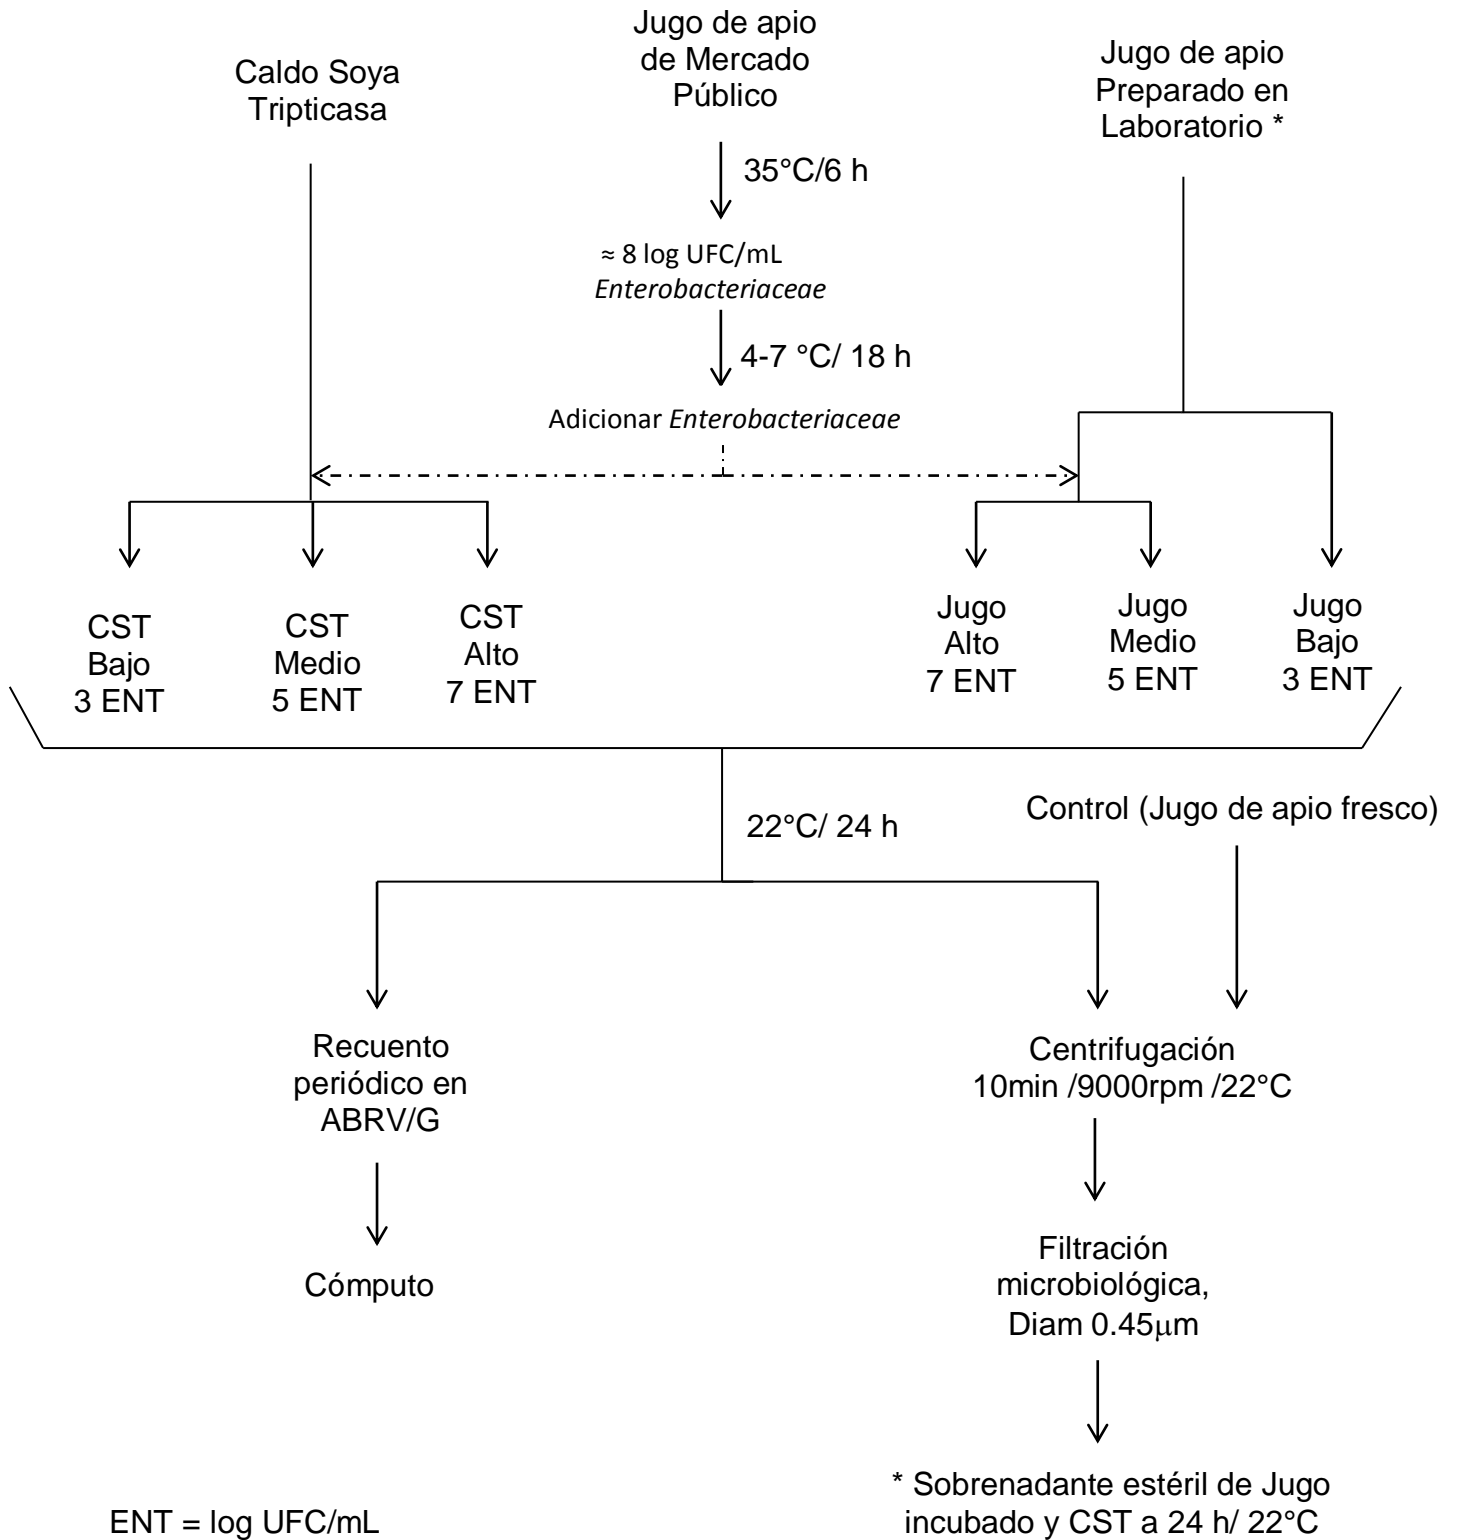 Caldo Soya
Tripticasa
Jugo de apio
de Mercado
Público
Jugo de apio
Preparado en
Laboratorio *
35°C/6 h
≈ 8 log UFC/mL
Enterobacteriaceae
4-7 °C/ 18 h
Adicionar Enterobacteriaceae
CST
Bajo
3 ENT
CST
Medio
5 ENT
CST
Alto
7 ENT
Jugo
Alto
7 ENT
Jugo
Medio
5 ENT
Jugo
Bajo
3 ENT
22°C/ 24 h
Control (Jugo de apio fresco)
Recuento
periódico en
ABRV/G
Cómputo
Centrifugación
10min /9000rpm /22°C
Filtración
microbiológica,
Diam 0.45μm
* Sobrenadante estéril de Jugo
incubado y CST a 24 h/ 22°C
ENT = log UFC/mL